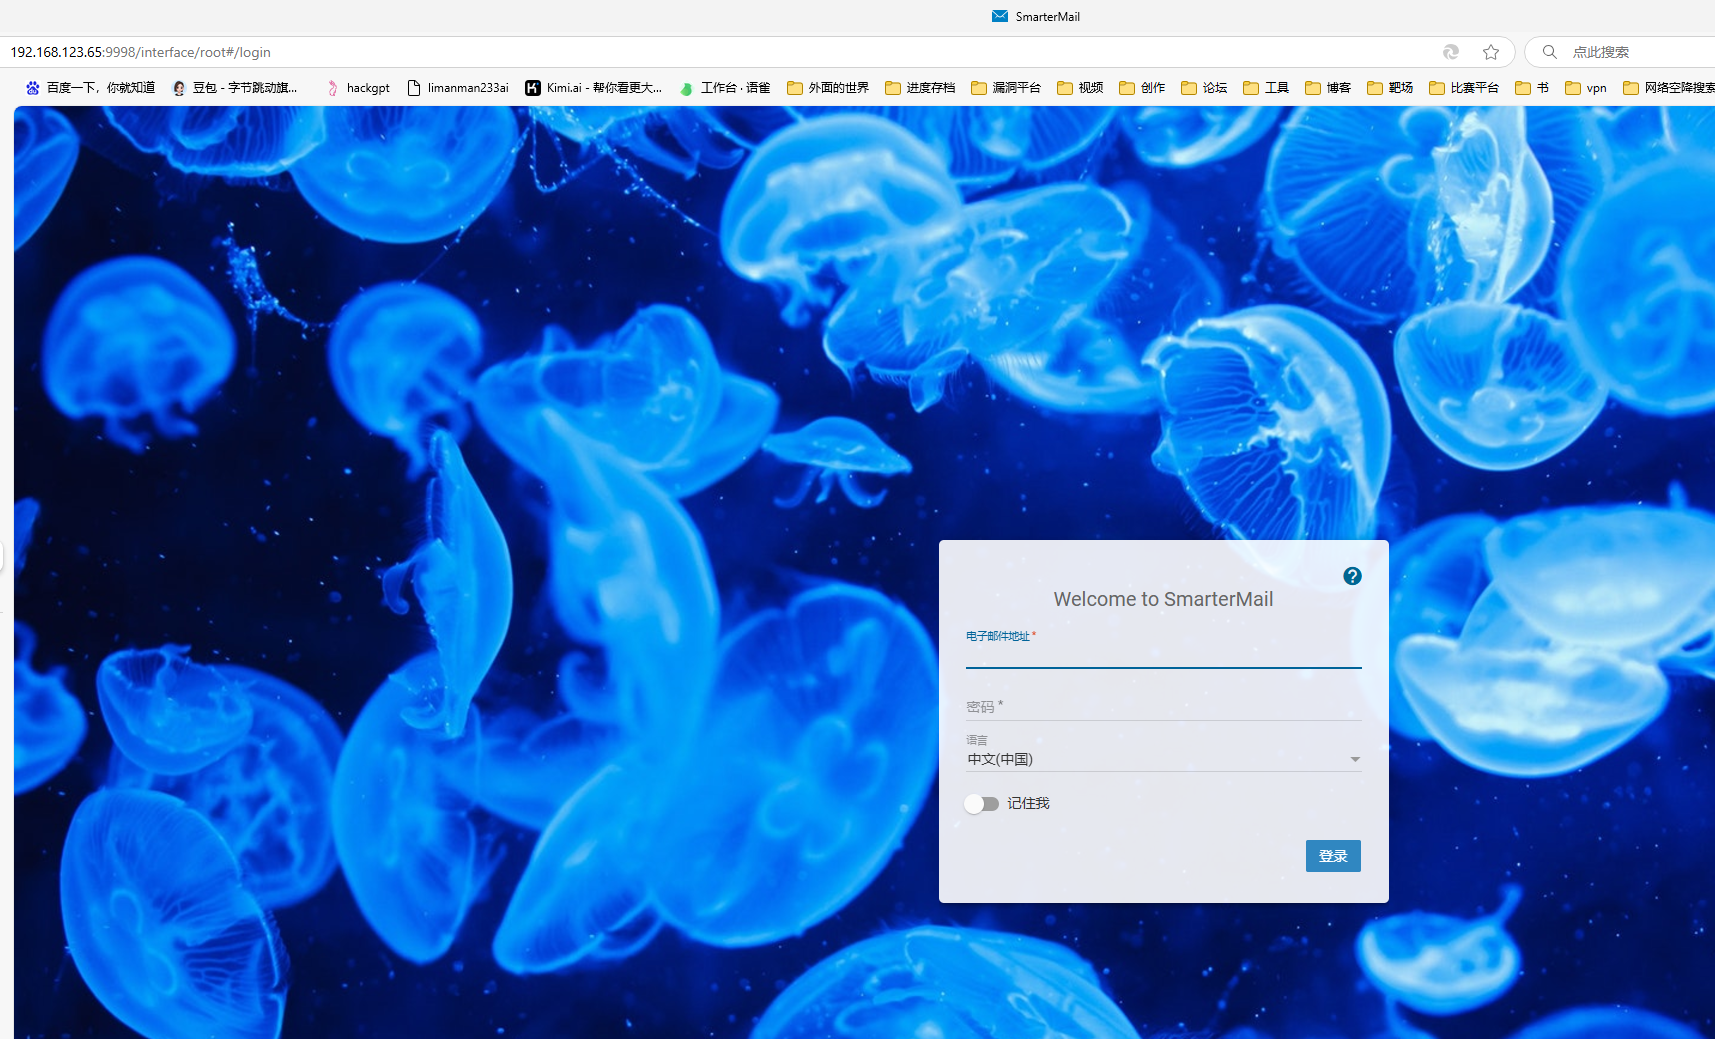 SmarterMail
192.168.123.65:9998/interface/root#/login
点此搜索
百度一下，你就知道 豆包 - 字节跳动旗... hackgpt limanman233ai Kimi.ai - 帮你看更大... 工作台 · 语雀 外面的世界 进度存档 漏洞平台 视频 创作 论坛 工具 博客 靶场 比赛平台 书 vpn 网络空降搜索
Welcome to SmarterMail
电子邮件地址 *
密码 *
语言
中文(中国)
记住我
登录